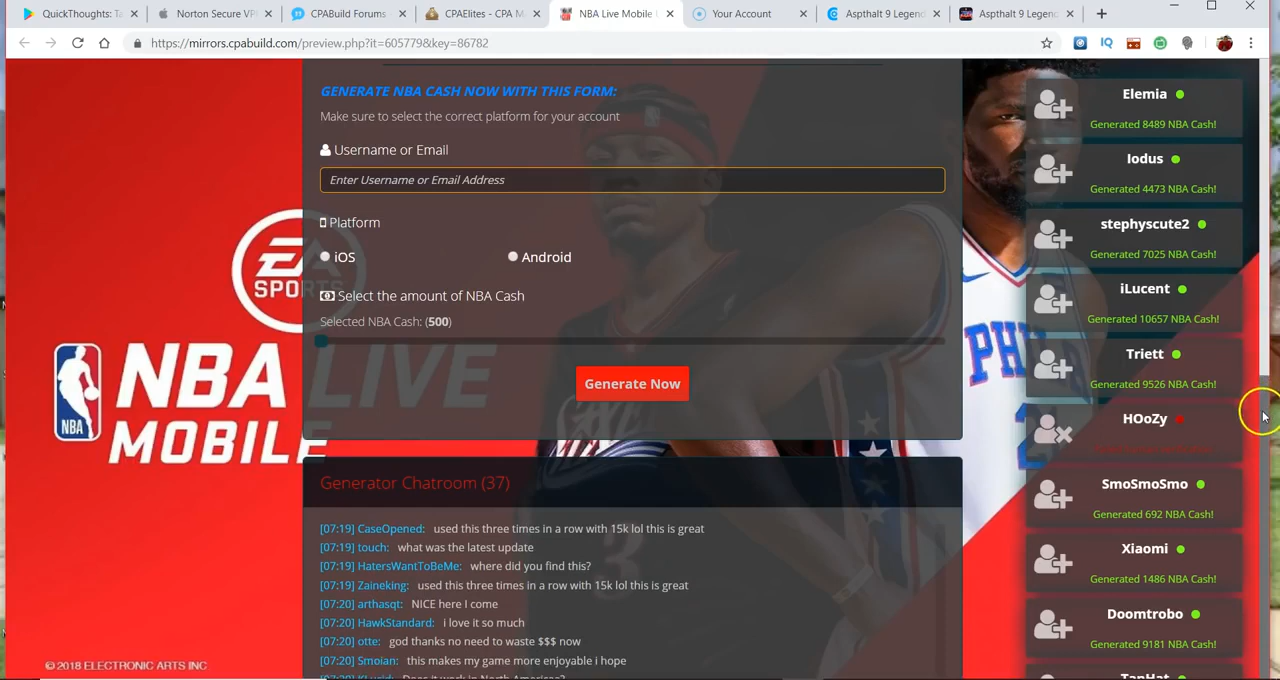 QuickThoughts: Ta
Norton Secure VPN
CPABuild Forums
CPAElites - CPA M
NBA Live Mobile
Your Account
Aspthalt 9 Legend
Aspthalt 9 Legend
https://mirrors.cpabuild.com/preview.php?it=605779&key=86782
IQ
GENERATE NBA CASH NOW WITH THIS FORM:
Make sure to select the correct platform for your account
Username or Email
Enter Username or Email Address
Platform
iOS
Android
Select the amount of NBA Cash
Selected NBA Cash: (500)
Generate Now
Generator Chatroom (37)
[07:19] CaseOpened: used this three times in a row with 15k lol this is great
[07:19] touch: what was the latest update
[07:19] HatersWantToBeMe: where did you find this?
[07:19] Zaineking: used this three times in a row with 15k lol this is great
[07:20] arthasqt: NICE here I come
[07:20] HawkStandard: i love it so much
[07:20] otte: god thanks no need to waste $$$ now
[07:20] Smoian: this makes my game more enjoyable i hope
EA
SPORTS
NBA
NBA LIVE
MOBILE
© 2018 ELECTRONIC ARTS INC
PHI
Elemia
Generated 8489 NBA Cash!
Iodus
Generated 4473 NBA Cash!
stephyscute2
Generated 7025 NBA Cash!
iLucent
Generated 10657 NBA Cash!
Triett
Generated 9526 NBA Cash!
HOoZy
SmoSmoSmo
Generated 692 NBA Cash!
Xiaomi
Generated 1486 NBA Cash!
Doomtrobo
Generated 9181 NBA Cash!
TanHat